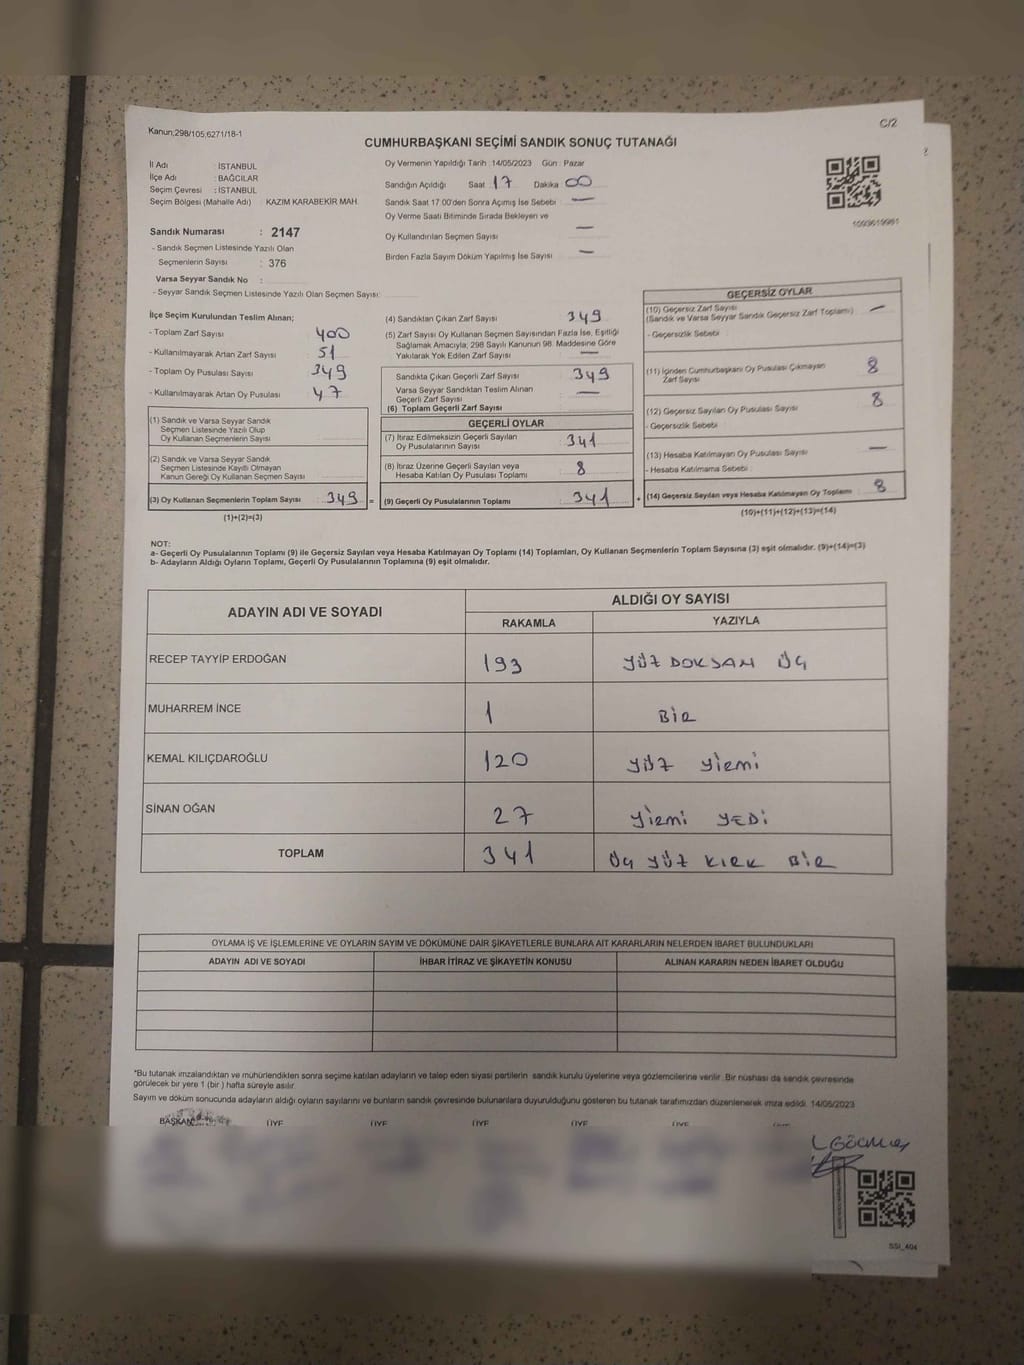 Kanun;298/105,6271/18-1
C/2
CUMHURBAŞKANI SEÇİMİ SANDIK SONUÇ TUTANAĞI
İl Adı : İSTANBUL
İlçe Adı : BAĞCILAR
Seçim Çevresi : İSTANBUL
Seçim Bölgesi (Mahalle Adı) : KAZIM KARABEKİR MAH.
Oy Vermenin Yapıldığı Tarih :14/05/2023 Gün : Pazar
Sandığın Açıldığı Saat 17 Dakika 00
Sandık Saat 17:00'den Sonra Açımış İse Sebebi —
Oy Verme Saati Bitiminde Sırada Bekleyen ve
Oy Kullandırılan Seçmen Sayısı —
Birden Fazla Sayım Döküm Yapılmış İse Sayısı —
Sandık Numarası : 2147
- Sandık Seçmen Listesinde Yazılı Olan
Seçmenlerin Sayısı : 376
Varsa Seyyar Sandık No :
- Seyyar Sandık Seçmen Listesinde Yazılı Olan Seçmen Sayısı:
İlçe Seçim Kurulundan Teslim Alınan;
- Toplam Zarf Sayısı 400
- Kullanılmayarak Artan Zarf Sayısı 51
- Toplam Oy Pusulası Sayısı 349
- Kullanılmayarak Artan Oy Pusulası 47
(1) Sandık ve Varsa Seyyar Sandık
Seçmen Listesinde Yazılı Olup
Oy Kullanan Seçmenlerin Sayısı
(2) Sandık ve Varsa Seyyar Sandık
Seçmen Listesinde Kayıtlı Olmayan
Kanun Gereği Oy Kullanan Seçmen Sayısı
(3) Oy Kullanan Seçmenlerin Toplam Sayısı : 349 =
(1)+(2)=(3)
(4) Sandıktan Çıkan Zarf Sayısı 349
(5) Zarf Sayısı Oy Kullanan Seçmen Sayısından Fazla İse, Eşitliği
Sağlamak Amacıyla; 298 Sayılı Kanunun 98. Maddesine Göre
Yakılarak Yok Edilen Zarf Sayısı —
Sandıkta Çıkan Geçerli Zarf Sayısı 349
Varsa Seyyar Sandıktan Teslim Alınan
Geçerli Zarf Sayısı —
(6) Toplam Geçerli Zarf Sayısı
GEÇERLİ OYLAR
(7) İtiraz Edilmeksizin Geçerli Sayılan
Oy Pusulalarının Sayısı 341
(8) İtiraz Üzerine Geçerli Sayılan veya
Hesaba Katılan Oy Pusulası Toplamı 8
(9) Geçerli Oy Pusulalarının Toplamı 341 +
GEÇERSİZ OYLAR
(10) Geçersiz Zarf Sayısı
(Sandık ve Varsa Seyyar Sandık Geçersiz Zarf Toplamı) —
- Geçersizlik Sebebi
(11) İçinden Cumhurbaşkanı Oy Pusulası Çıkmayan
Zarf Sayısı 8
(12) Geçersiz Sayılan Oy Pusulası Sayısı 8
- Geçersizlik Sebebi
(13) Hesaba Katılmayan Oy Pusulası Sayısı —
- Hesaba Katılmama Sebebi
(14) Geçersiz Sayılan veya Hesaba Katılmayan Oy Toplamı 8
(10)+(11)+(12)+(13)=(14)
NOT:
a- Geçerli Oy Pusulalarının Toplamı (9) ile Geçersiz Sayılan veya Hesaba Katılmayan Oy Toplamı (14) Toplamları, Oy Kullanan Seçmenlerin Toplam Sayısına (3) eşit olmalıdır. (9)+(14)=(3)
b- Adayların Aldığı Oyların Toplamı, Geçerli Oy Pusulalarının Toplamına (9) eşit olmalıdır.
ADAYIN ADI VE SOYADI
ALDIĞI OY SAYISI
RAKAMLA YAZIYLA
RECEP TAYYİP ERDOĞAN 193 YÜZ DOKSAN ÜÇ
MUHARREM İNCE 1 BİR
KEMAL KILIÇDAROĞLU 120 YÜZ YİRMİ
SİNAN OĞAN 27 YİRMİ YEDİ
TOPLAM 341 ÜÇ YÜZ KIRK BİR
OYLAMA İŞ VE İŞLEMLERİNE VE OYLARIN SAYIM VE DÖKÜMÜNE DAİR ŞİKAYETLERLE BUNLARA AİT KARARLARIN NELERDEN İBARET BULUNDUKLARI
ADAYIN ADI VE SOYADI İHBAR İTİRAZ VE ŞİKAYETİN KONUSU ALINAN KARARIN NEDEN İBARET OLDUĞU
*Bu tutanak imzalandıktan ve mühürlendikten sonra seçime katılan adayların ve talep eden siyasi partilerin sandık kurulu üyelerine veya gözlemcilerine verilir. Bir nüshası da sandık çevresinde
görülecek bir yere 1 (bir ) hafta süreyle asılır.
Sayım ve döküm sonucunda adayların aldığı oyların sayılarını ve bunların sandık çevresinde bulunanlara duyurulduğunu gösteren bu tutanak tarafımızdan düzenlenerek imza edildi. 14/05/2023
BAŞKAN ÜYE ÜYE ÜYE ÜYE ÜYE